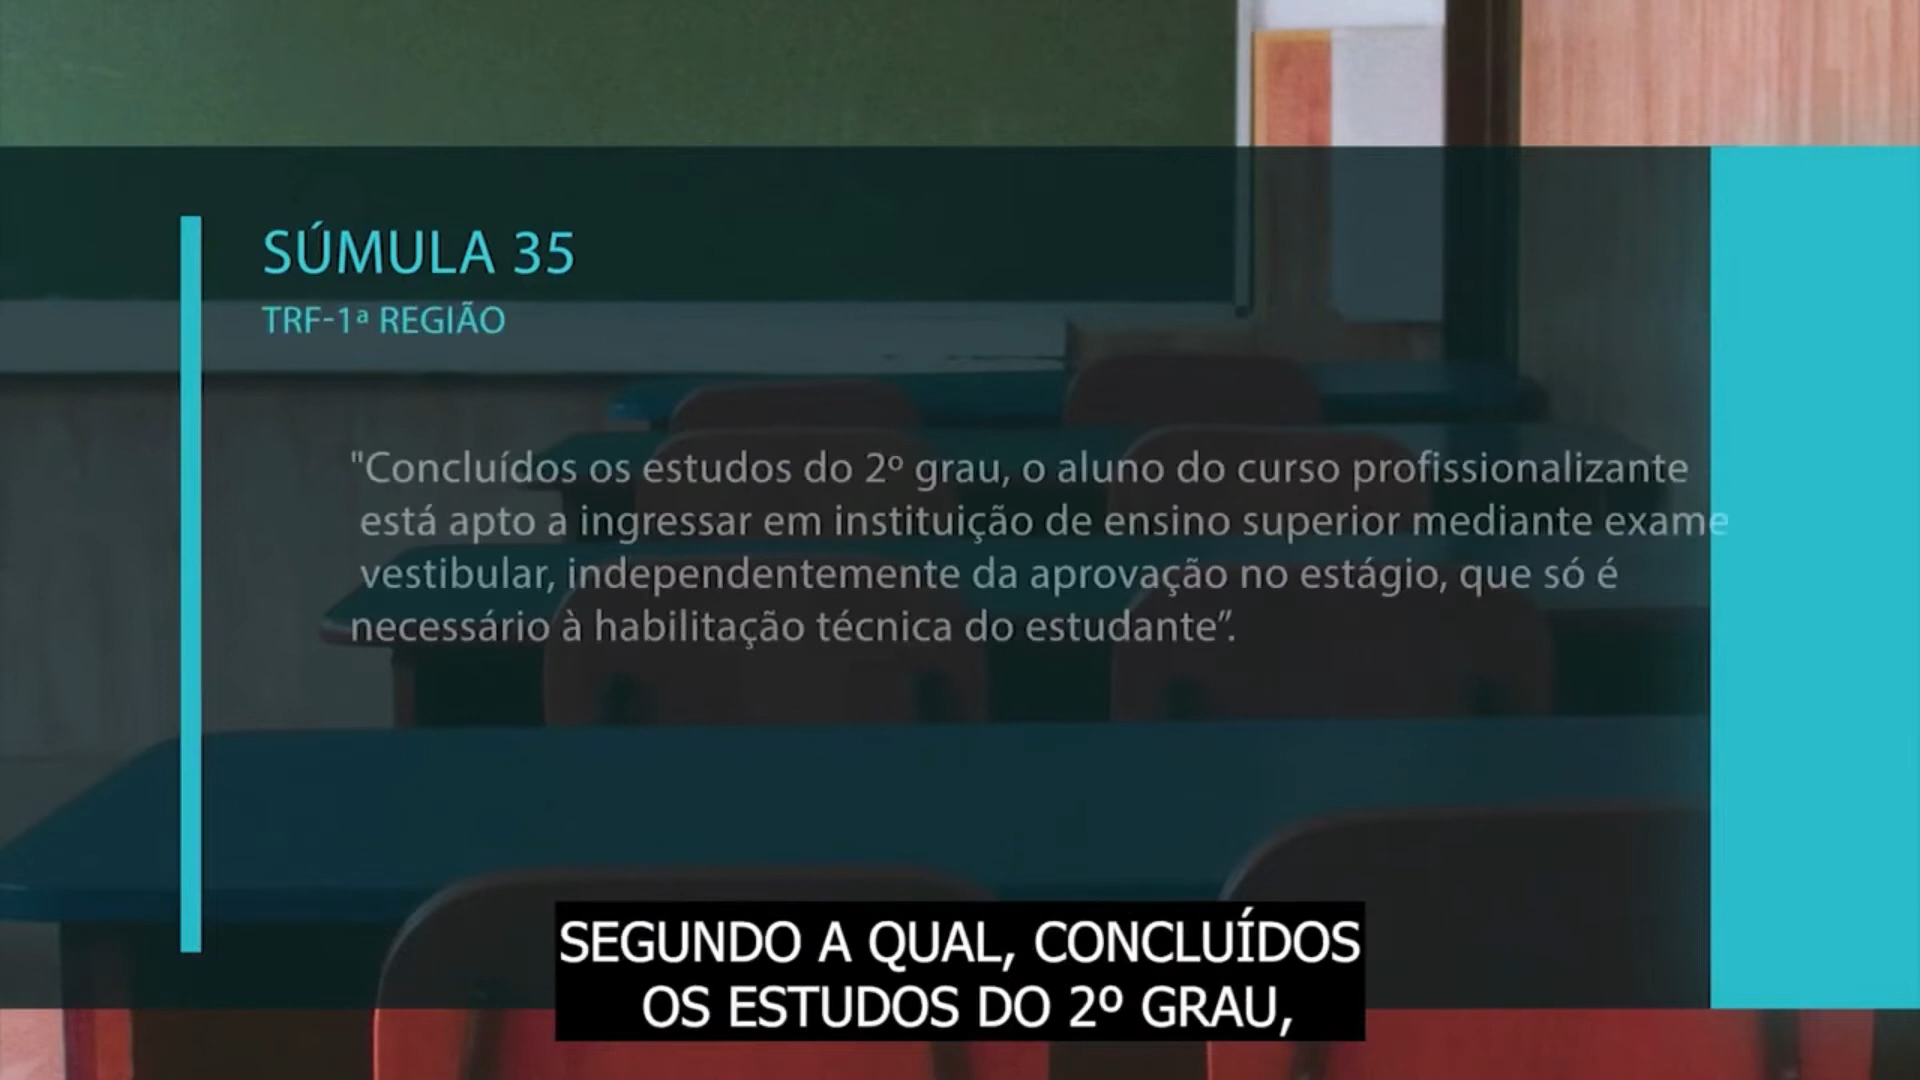 SÚMULA 35
TRF-1ª REGIÃO
"Concluídos os estudos do 2º grau, o aluno do curso profissionalizante
está apto a ingressar em instituição de ensino superior mediante exame
vestibular, independentemente da aprovação no estágio, que só é
necessário à habilitação técnica do estudante”.
SEGUNDO A QUAL, CONCLUÍDOS
OS ESTUDOS DO 2º GRAU,